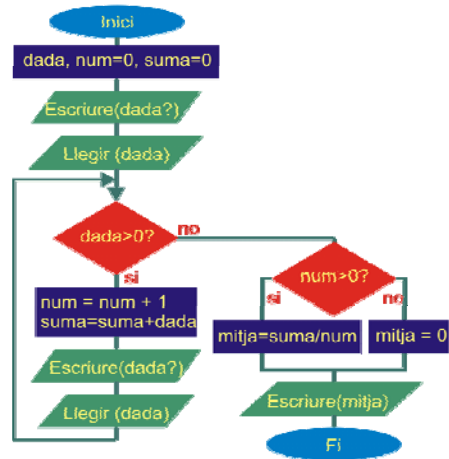 Inici
dada, num=0, suma=0
Escriure(dada?)
Llegir (dada)
dada>0?
no
si
num = num + 1
suma=suma+dada
Escriure(dada?)
Llegir (dada)
num>0?
si
no
mitja=suma/num
mitja = 0
Escriure(mitja)
Fi